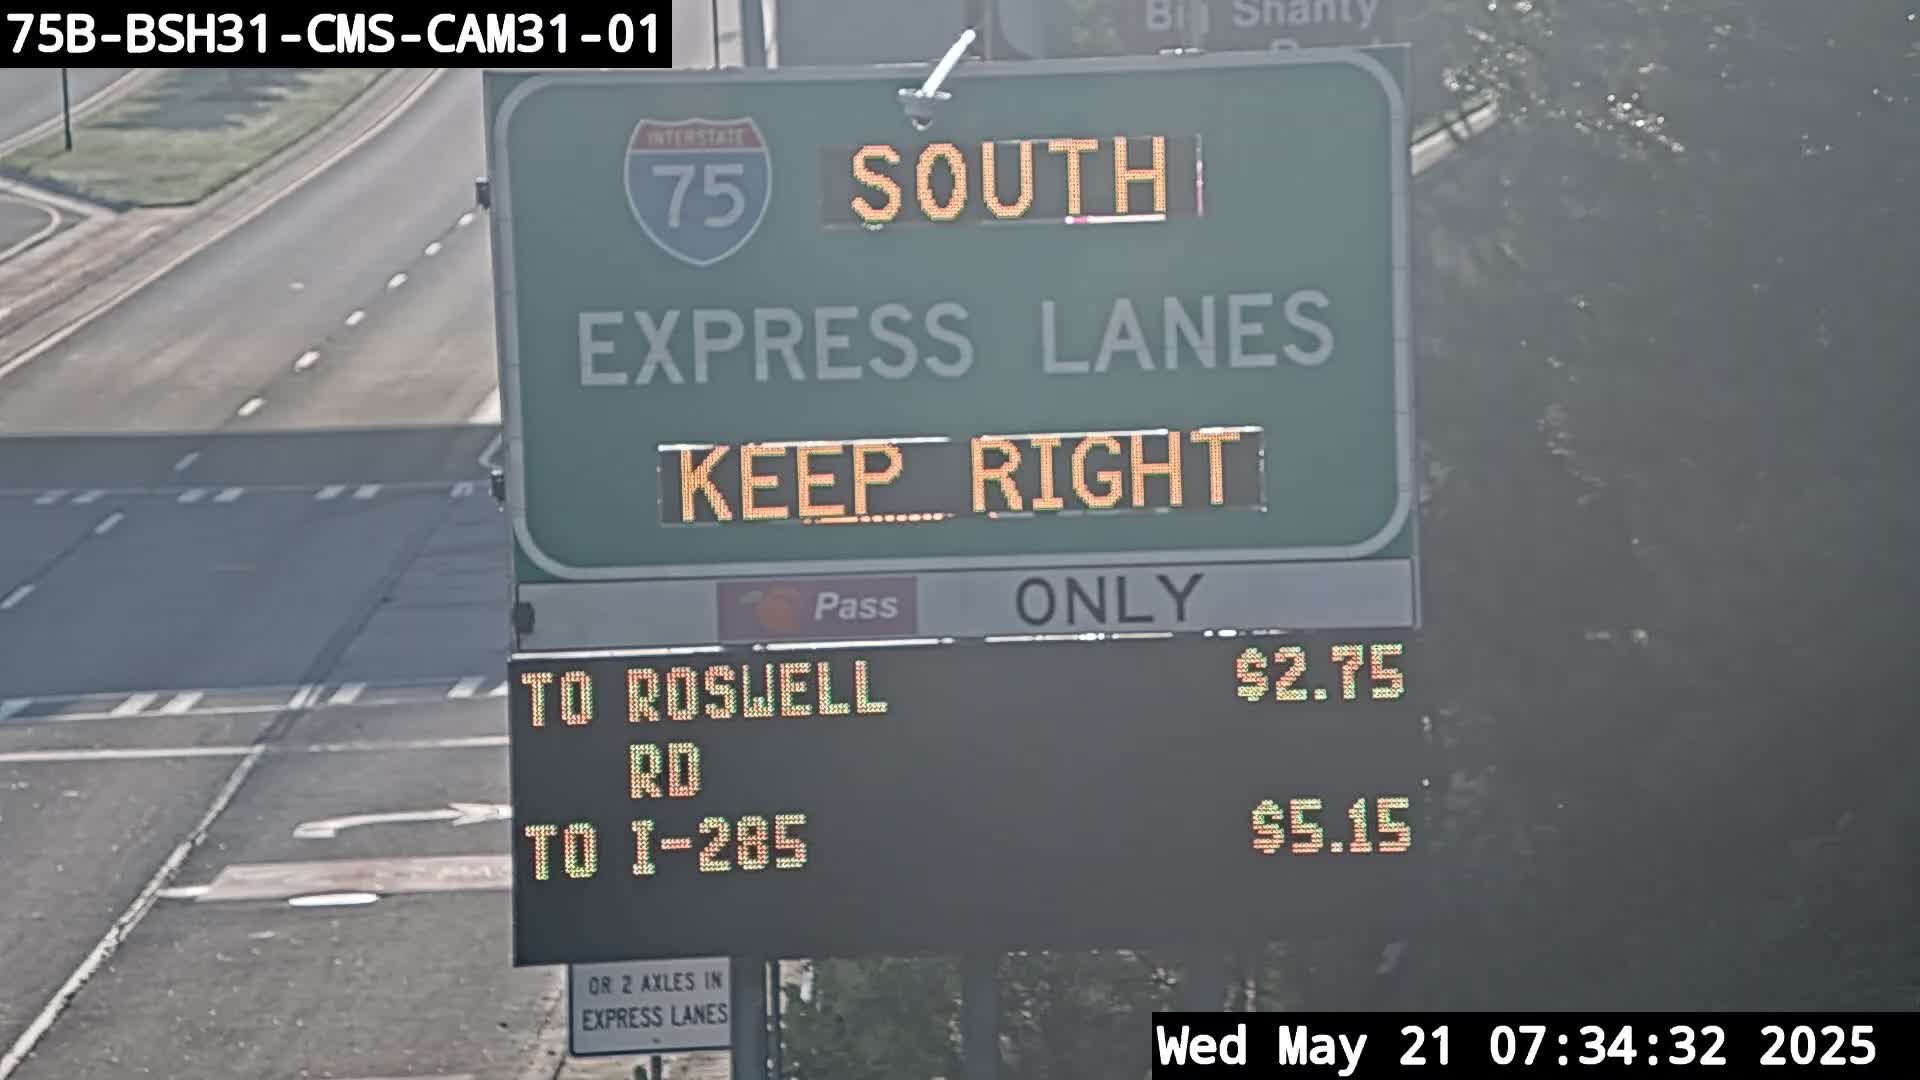 75B-BSH31-CMS-CAM31-01
Shanty
INTERSTATE
75
SOUTH
EXPRESS LANES
KEEP RIGHT
Pass ONLY
TO ROSWELL $2.75
RD
TO I-285 $5.15
OR 2 AXLES IN
EXPRESS LANES
Wed May 21 07:34:32 2025